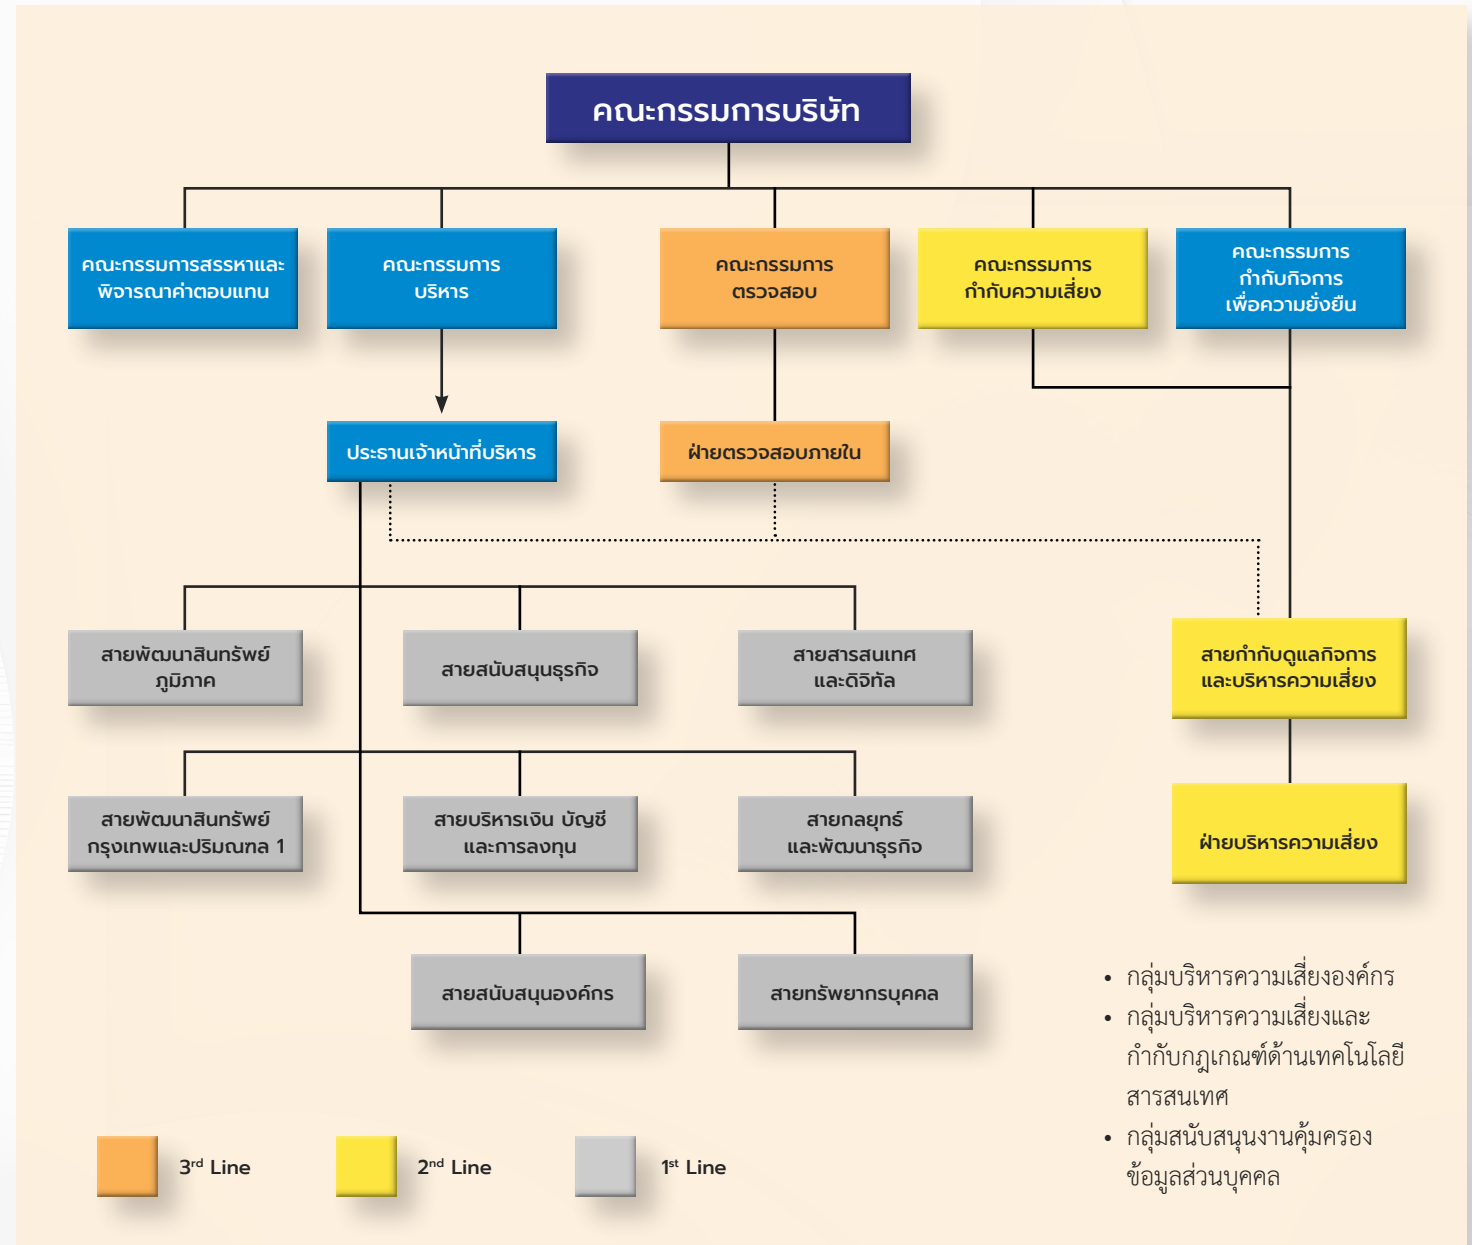 คณะกรรมการบริษัท
คณะกรรมการสรรหาและ
พิจารณาค่าตอบแทน
คณะกรรมการ
บริหาร
คณะกรรมการ
ตรวจสอบ
คณะกรรมการ
กำกับความเสี่ยง
คณะกรรมการ
กำกับกิจการ
เพื่อความยั่งยืน
ประธานเจ้าหน้าที่บริหาร
ฝ่ายตรวจสอบภายใน
สายพัฒนาสินทรัพย์
ภูมิภาค
สายสนับสนุนธุรกิจ
สายสารสนเทศ
และดิจิทัล
สายกำกับดูแลกิจการ
และบริหารความเสี่ยง
สายพัฒนาสินทรัพย์
กรุงเทพและปริมณฑล 1
สายบริหารเงิน บัญชี
และการลงทุน
สายกลยุทธ์
และพัฒนาธุรกิจ
ฝ่ายบริหารความเสี่ยง
สายสนับสนุนองค์กร
สายทรัพยากรบุคคล
• กลุ่มบริหารความเสี่ยงองค์กร
• กลุ่มบริหารความเสี่ยงและ
กำกับกฎเกณฑ์ด้านเทคโนโลยี
สารสนเทศ
• กลุ่มสนับสนุนงานคุ้มครอง
ข้อมูลส่วนบุคคล
3rd Line
2nd Line
1st Line